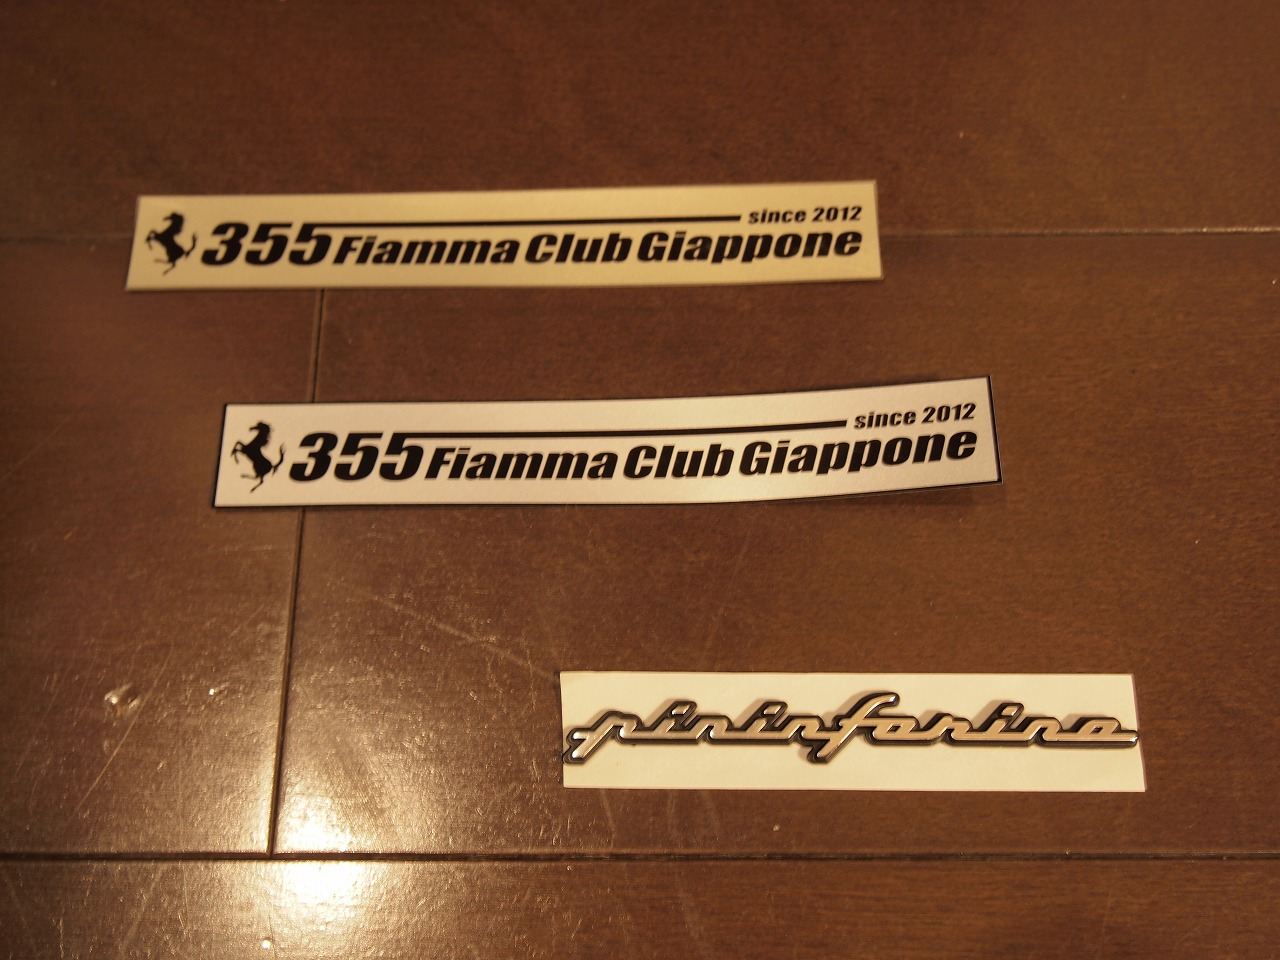 since 2012
355 Fiamma Club Giappone
since 2012
355 Fiamma Club Giappone
pininfarina